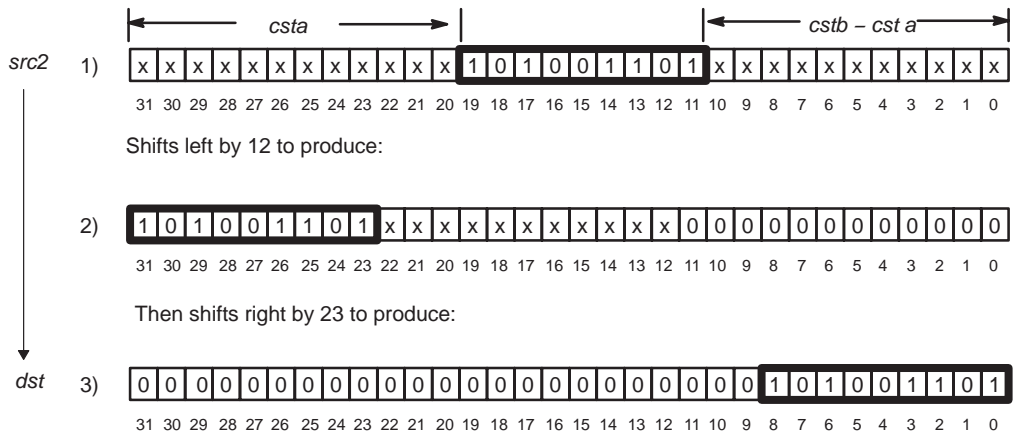 csta cstb – cst a
src2 1) x x x x x x x x x x x x 1 0 1 0 0 1 1 0 1 x x x x x x x x x x x
31 30 29 28 27 26 25 24 23 22 21 20 19 18 17 16 15 14 13 12 11 10 9 8 7 6 5 4 3 2 1 0
Shifts left by 12 to produce:
2) 1 0 1 0 0 1 1 0 1 x x x x x x x x x x x 0 0 0 0 0 0 0 0 0 0 0 0
31 30 29 28 27 26 25 24 23 22 21 20 19 18 17 16 15 14 13 12 11 10 9 8 7 6 5 4 3 2 1 0
Then shifts right by 23 to produce:
dst 3) 0 0 0 0 0 0 0 0 0 0 0 0 0 0 0 0 0 0 0 0 0 0 0 1 0 1 0 0 1 1 0 1
31 30 29 28 27 26 25 24 23 22 21 20 19 18 17 16 15 14 13 12 11 10 9 8 7 6 5 4 3 2 1 0